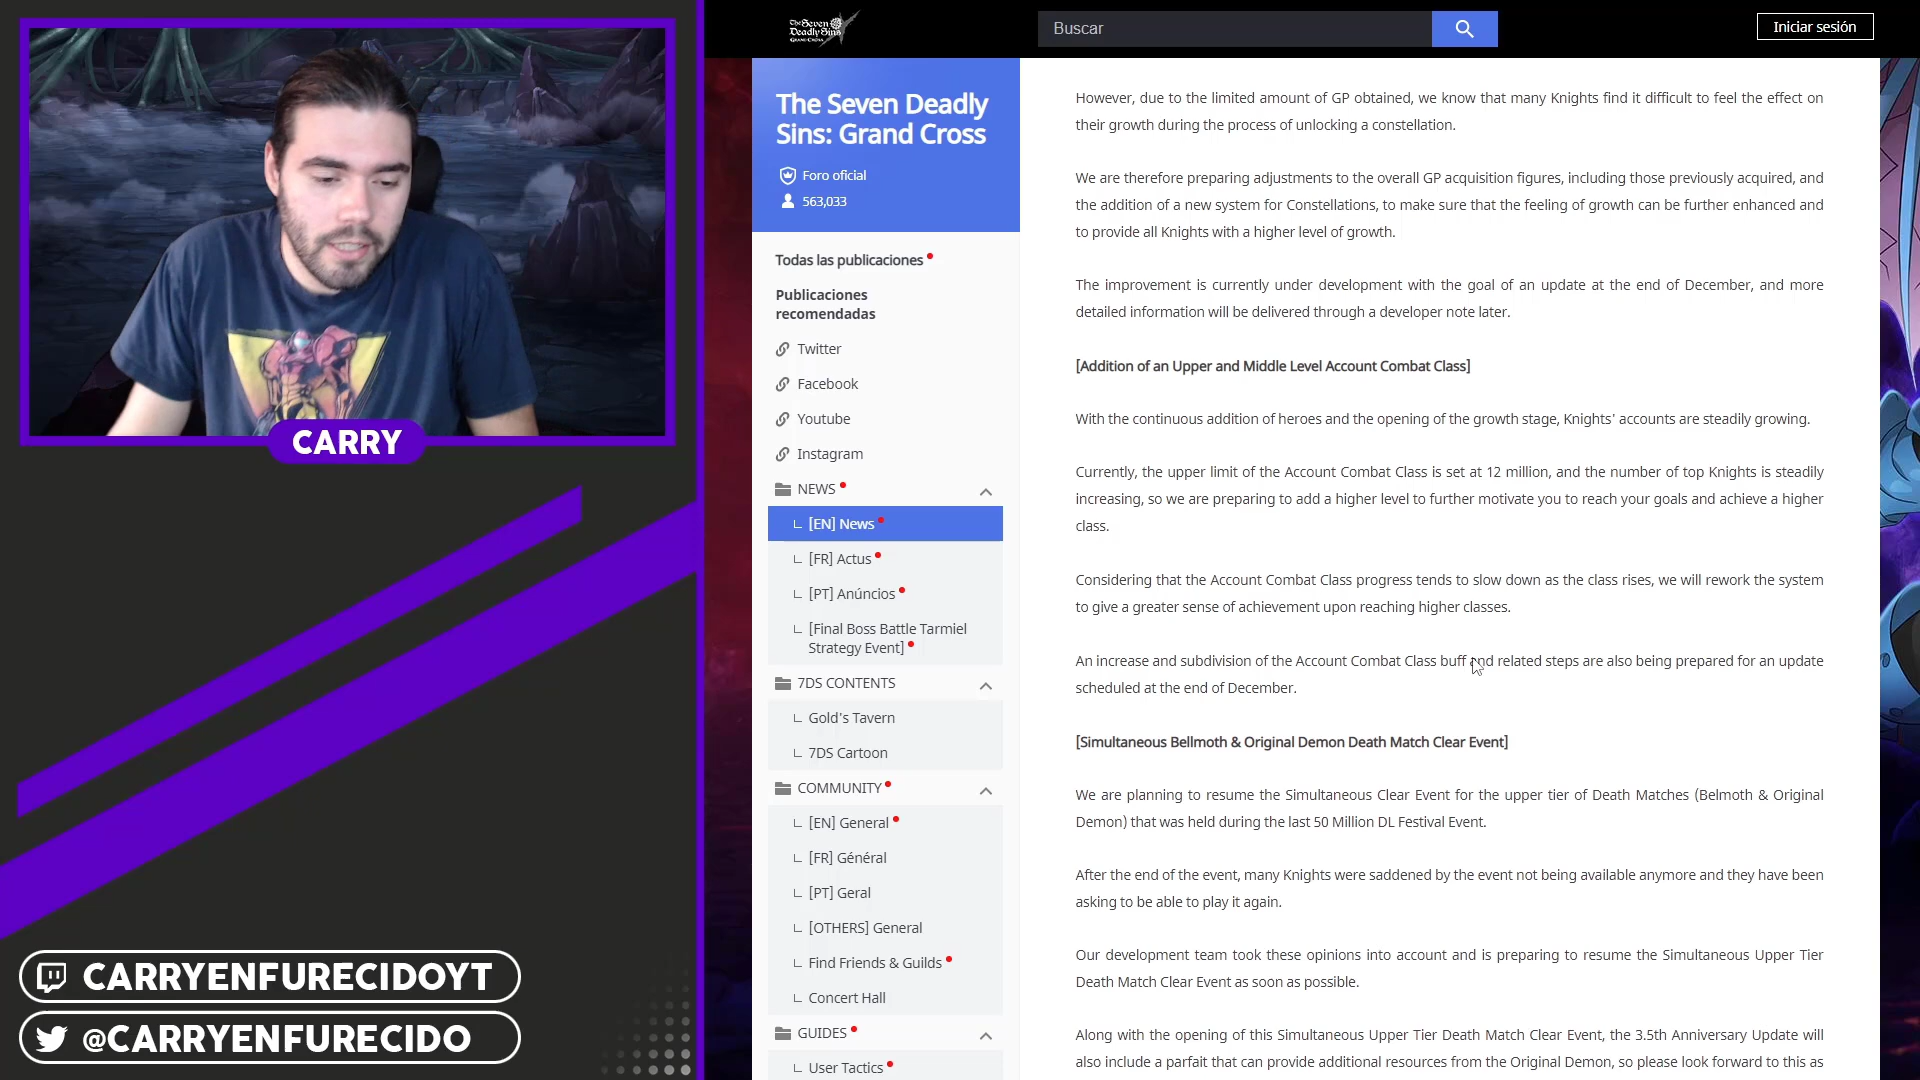 CARRY
CARRYENFURECIDOYT
@CARRYENFURECIDO
The Seven
Deadly Sins
GRAND CROSS
Buscar
Iniciar sesión
The Seven Deadly
Sins: Grand Cross
Foro oficial
563,033
Todas las publicaciones
Publicaciones
recomendadas
Twitter
Facebook
Youtube
Instagram
NEWS
[EN] News
[FR] Actus
[PT] Anúncios
[Final Boss Battle Tarmiel
Strategy Event]
7DS CONTENTS
Gold's Tavern
7DS Cartoon
COMMUNITY
[EN] General
[FR] Général
[PT] Geral
[OTHERS] General
Find Friends & Guilds
Concert Hall
GUIDES
User Tactics
However, due to the limited amount of GP obtained, we know that many Knights find it difficult to feel the effect on
their growth during the process of unlocking a constellation.
We are therefore preparing adjustments to the overall GP acquisition figures, including those previously acquired, and
the addition of a new system for Constellations, to make sure that the feeling of growth can be further enhanced and
to provide all Knights with a higher level of growth.
The improvement is currently under development with the goal of an update at the end of December, and more
detailed information will be delivered through a developer note later.
[Addition of an Upper and Middle Level Account Combat Class]
With the continuous addition of heroes and the opening of the growth stage, Knights' accounts are steadily growing.
Currently, the upper limit of the Account Combat Class is set at 12 million, and the number of top Knights is steadily
increasing, so we are preparing to add a higher level to further motivate you to reach your goals and achieve a higher
class.
Considering that the Account Combat Class progress tends to slow down as the class rises, we will rework the system
to give a greater sense of achievement upon reaching higher classes.
An increase and subdivision of the Account Combat Class buff and related steps are also being prepared for an update
scheduled at the end of December.
[Simultaneous Bellmoth & Original Demon Death Match Clear Event]
We are planning to resume the Simultaneous Clear Event for the upper tier of Death Matches (Belmoth & Original
Demon) that was held during the last 50 Million DL Festival Event.
After the end of the event, many Knights were saddened by the event not being available anymore and they have been
asking to be able to play it again.
Our development team took these opinions into account and is preparing to resume the Simultaneous Upper Tier
Death Match Clear Event as soon as possible.
Along with the opening of this Simultaneous Upper Tier Death Match Clear Event, the 3.5th Anniversary Update will
also include a parfait that can provide additional resources from the Original Demon, so please look forward to this as